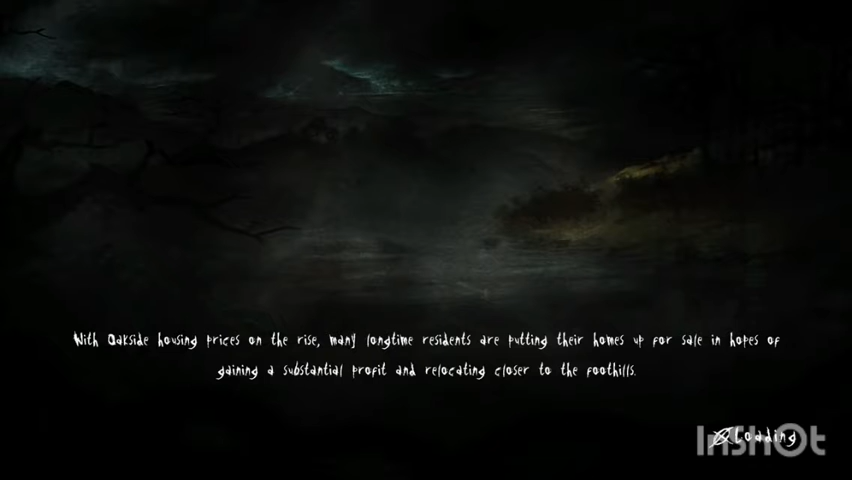 With Oakside housing prices on the rise, many longtime residents are putting their homes up for sale in hopes of
gaining a substantial profit and relocating closer to the foothills.
Loading
InShOt